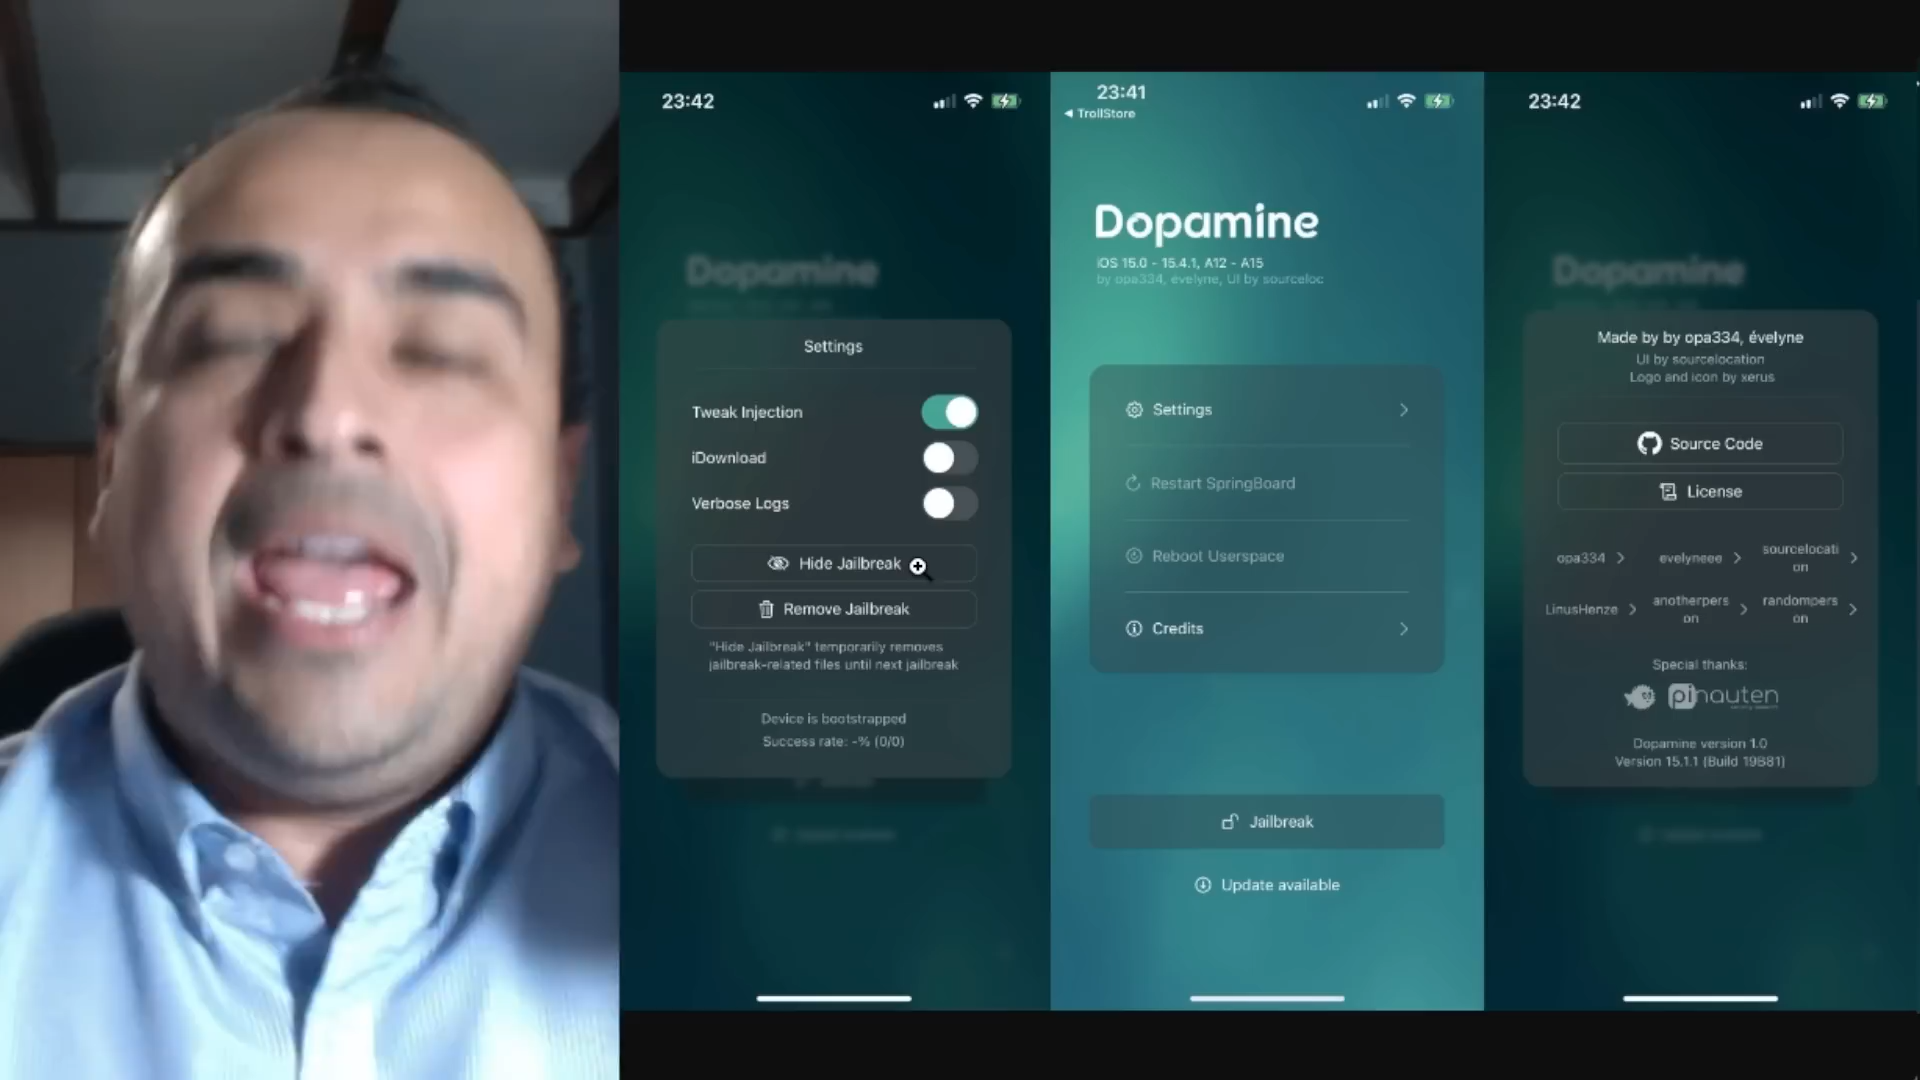 23:42
Dopamine
Settings
Tweak Injection
iDownload
Verbose Logs
Hide Jailbreak
Remove Jailbreak
"Hide Jailbreak" temporarily removes
jailbreak-related files until next jailbreak
Device is bootstrapped
Success rate: -% (0/0)
23:41
TrollStore
Dopamine
iOS 15.0 - 15.4.1, A12 - A15
by opa334, évelyne, UI by sourceloc
Settings
Restart SpringBoard
Reboot Userspace
Credits
Jailbreak
Update available
23:42
Dopamine
Made by by opa334, évelyne
UI by sourcelocation
Logo and icon by xerus
Source Code
License
opa334
evelyneee
sourcelocati
on
LinusHenze
anotherpers
on
randompers
on
Special thanks:
pinauten
Dopamine version 1.0
Version 15.1.1 (Build 19B81)